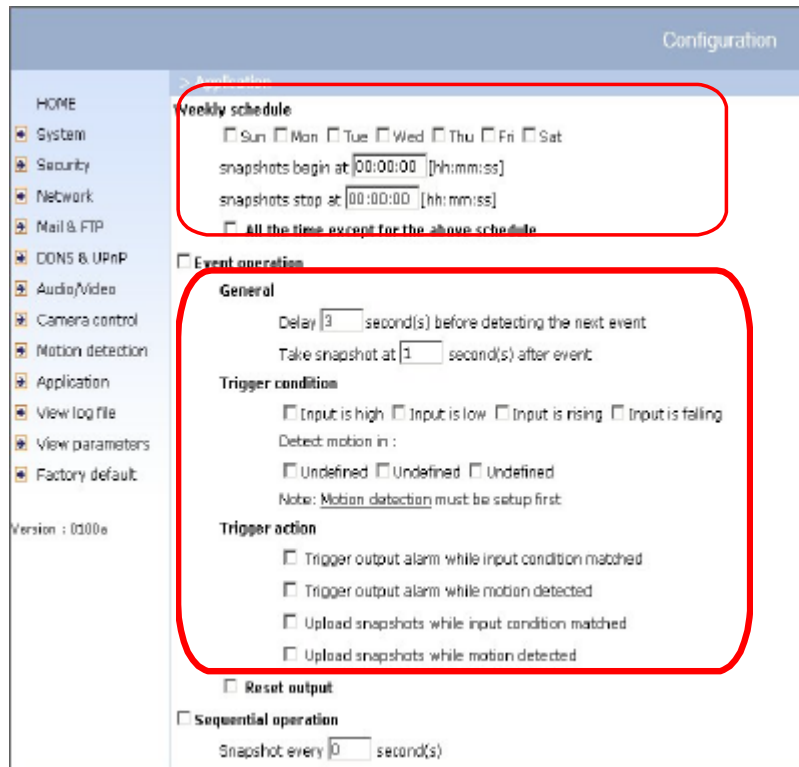 Configuration
> Application
HOME
System
Security
Network
Mail & FTP
DDNS & UPnP
Audio/Video
Camera control
Motion detection
Application
View log file
View parameters
Factory default
Version : 0100a
Weekly schedule
Sun Mon Tue Wed Thu Fri Sat
snapshots begin at 00:00:00 [hh:mm:ss]
snapshots stop at 00:00:00 [hh:mm:ss]
All the time except for the above schedule
Event operation
General
Delay 3 second(s) before detecting the next event
Take snapshot at 1 second(s) after event
Trigger condition
Input is high Input is low Input is rising Input is falling
Detect motion in :
Undefined Undefined Undefined
Note: Motion detection must be setup first
Trigger action
Trigger output alarm while input condition matched
Trigger output alarm while motion detected
Upload snapshots while input condition matched
Upload snapshots while motion detected
Reset output
Sequential operation
Snapshot every 0 second(s)